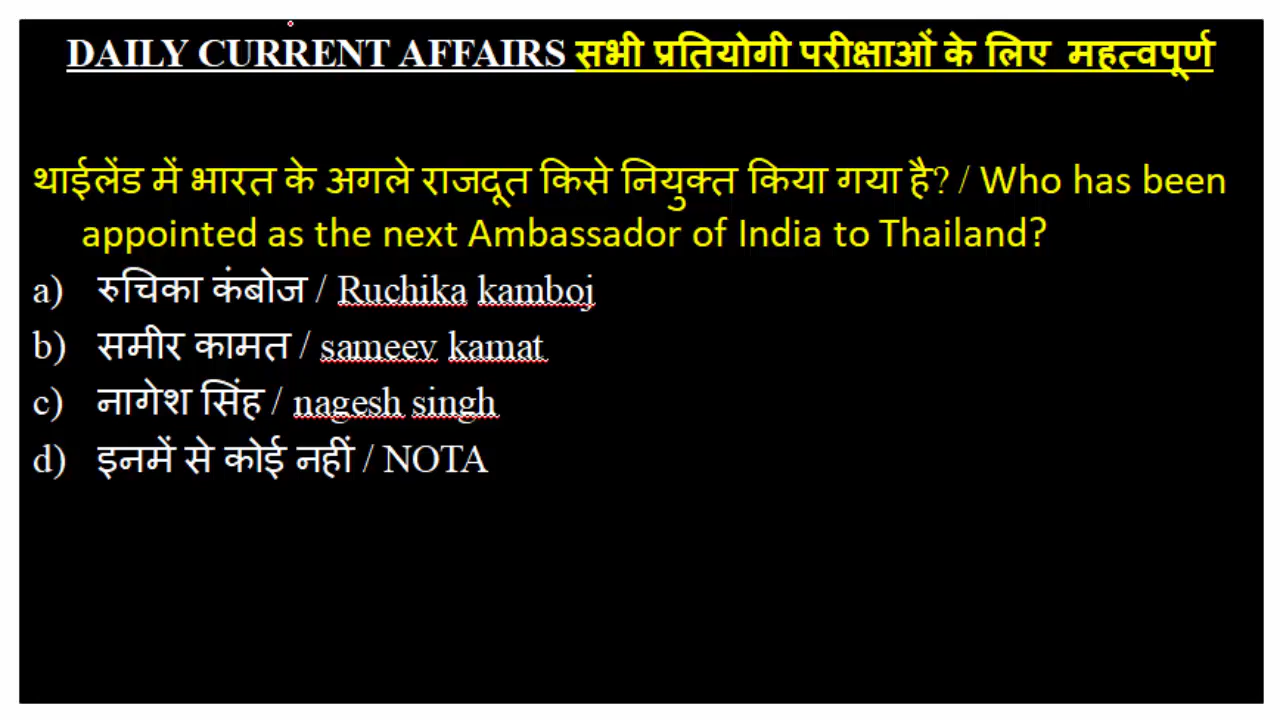 DAILY CURRENT AFFAIRS सभी प्रतियोगी परीक्षाओं के लिए महत्वपूर्ण
थाईलेंड में भारत के अगले राजदूत किसे नियुक्त किया गया है? / Who has been
appointed as the next Ambassador of India to Thailand?
a) रुचिका कंबोज / Ruchika kamboj
b) समीर कामत / sameev kamat
c) नागेश सिंह / nagesh singh
d) इनमें से कोई नहीं / NOTA